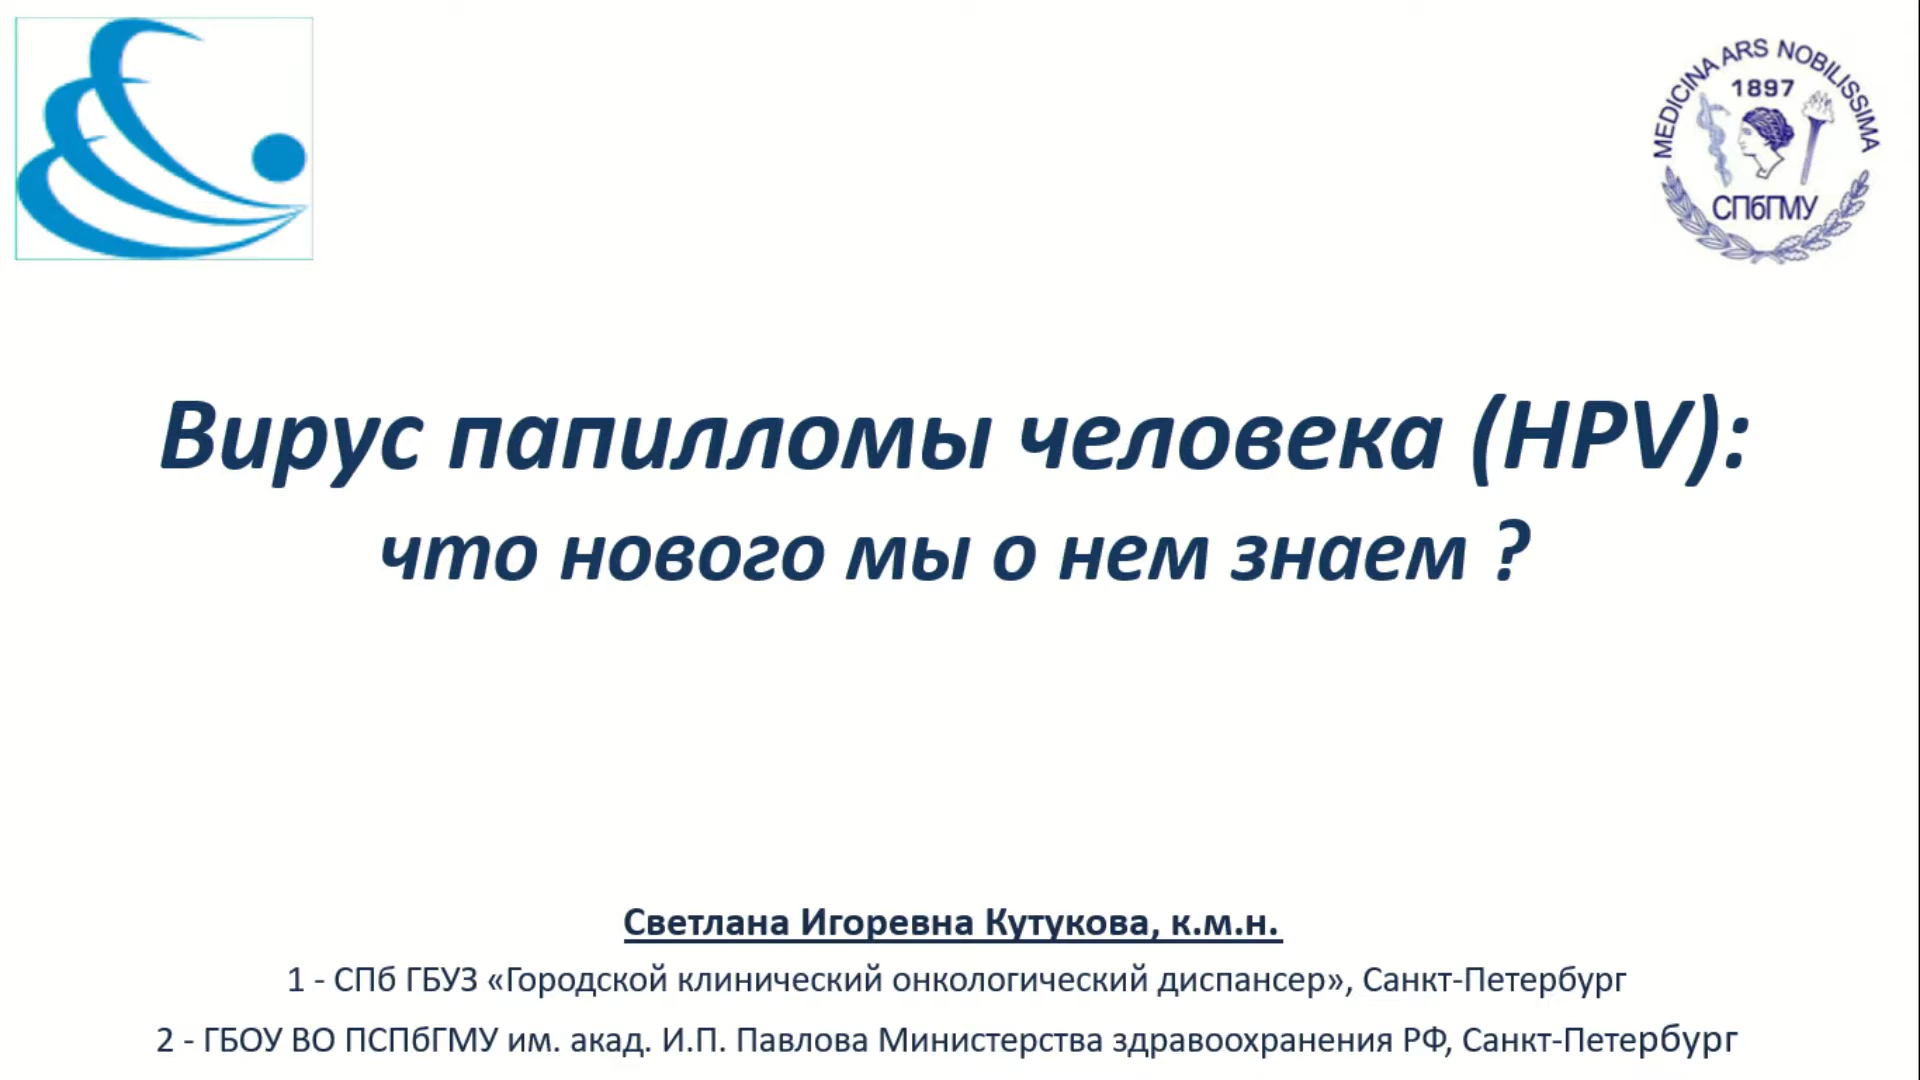 MEDICINA ARS NOBILISSIMA
1897
СПбГМУ
Вирус папилломы человека (HPV):
что нового мы о нем знаем ?
Светлана Игоревна Кутукова, к.м.н.
1 - СПб ГБУЗ «Городской клинический онкологический диспансер», Санкт-Петербург
2 - ГБОУ ВО ПСПбГМУ им. акад. И.П. Павлова Министерства здравоохранения РФ, Санкт-Петербург